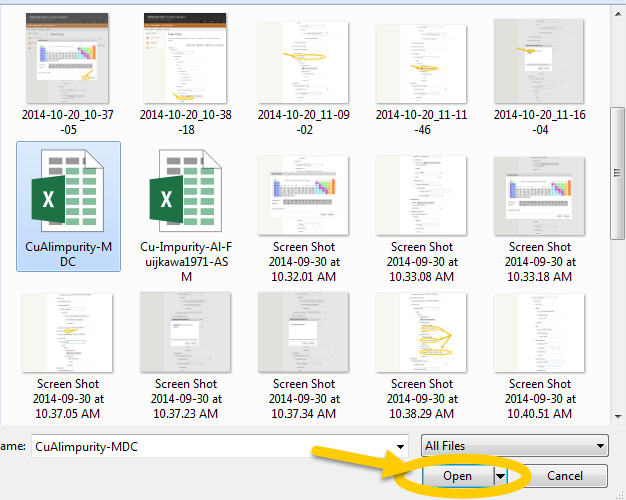 2014-10-20_10-37
-05
2014-10-20_10-38
-18
2014-10-20_11-09
-02
2014-10-20_11-11
-46
2014-10-20_11-16
-04
CuAlimpurity-M
DC
Cu-Impurity-Al-F
uijkawa1971-AS
M
Screen Shot
2014-09-30 at
10.32.01 AM
Screen Shot
2014-09-30 at
10.33.08 AM
Screen Shot
2014-09-30 at
10.33.18 AM
Screen Shot
2014-09-30 at
10.37.05 AM
Screen Shot
2014-09-30 at
10.37.23 AM
Screen Shot
2014-09-30 at
10.37.34 AM
Screen Shot
2014-09-30 at
10.38.29 AM
Screen Shot
2014-09-30 at
10.40.51 AM
ame: CuAlimpurity-MDC All Files
Open Cancel